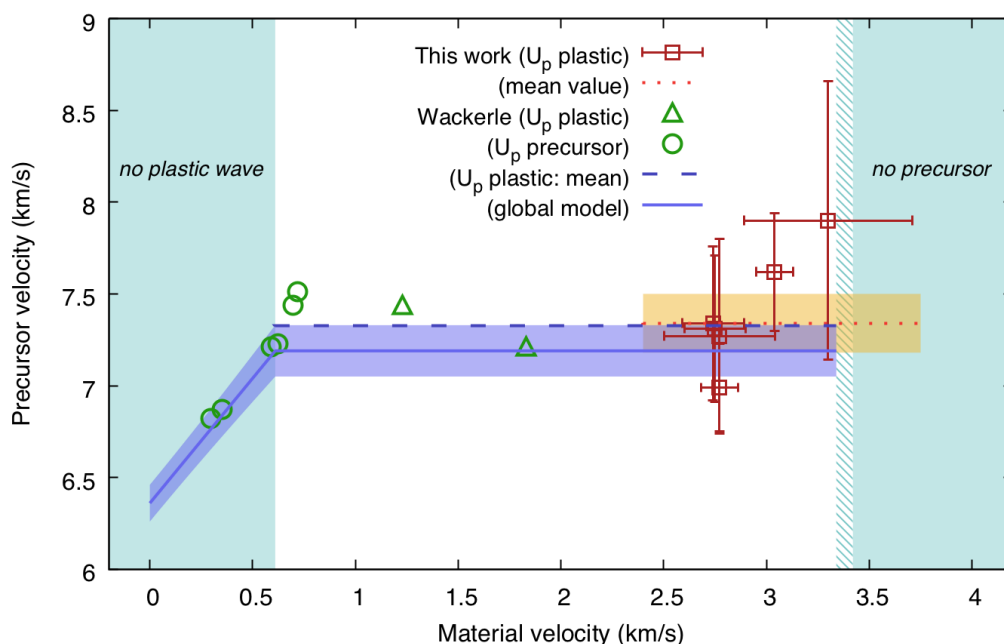 9
8.5
8
7.5
7
6.5
6
Precursor velocity (km/s)
This work (Up plastic)
(mean value)
Wackerle (Up plastic)
(Up precursor)
(Up plastic: mean)
(global model)
no plastic wave
no precursor
0 0.5 1 1.5 2 2.5 3 3.5 4
Material velocity (km/s)